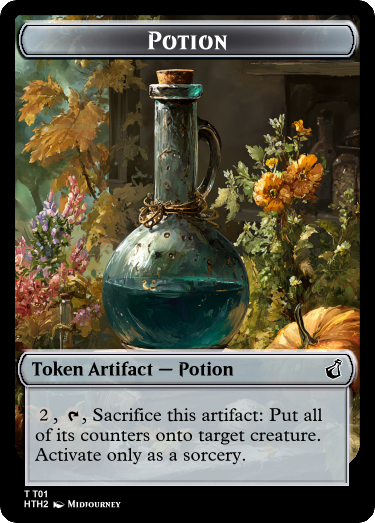 Potion
Token Artifact — Potion
2, , Sacrifice this artifact: Put all
of its counters onto target creature.
Activate only as a sorcery.
T T01
HTH2 Midjourney